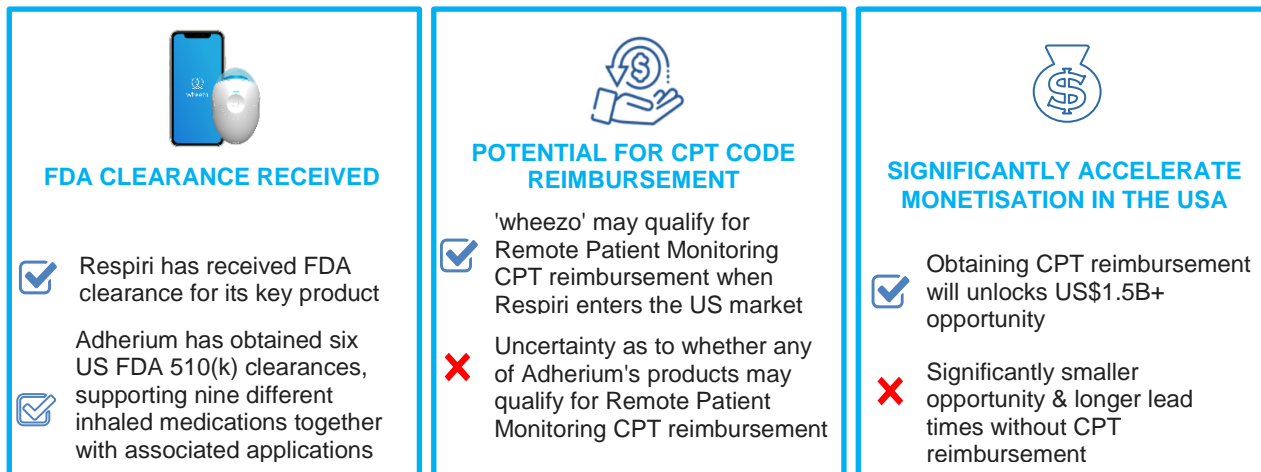 wheezo
FDA CLEARANCE RECEIVED
Respiri has received FDA
clearance for its key product
Adherium has obtained six
US FDA 510(k) clearances,
supporting nine different
inhaled medications together
with associated applications
POTENTIAL FOR CPT CODE
REIMBURSEMENT
'wheezo' may qualify for
Remote Patient Monitoring
CPT reimbursement when
Respiri enters the US market
Uncertainty as to whether any
of Adherium's products may
qualify for Remote Patient
Monitoring CPT reimbursement
$
SIGNIFICANTLY ACCELERATE
MONETISATION IN THE USA
Obtaining CPT reimbursement
will unlocks US$1.5B+
opportunity
Significantly smaller
opportunity & longer lead
times without CPT
reimbursement